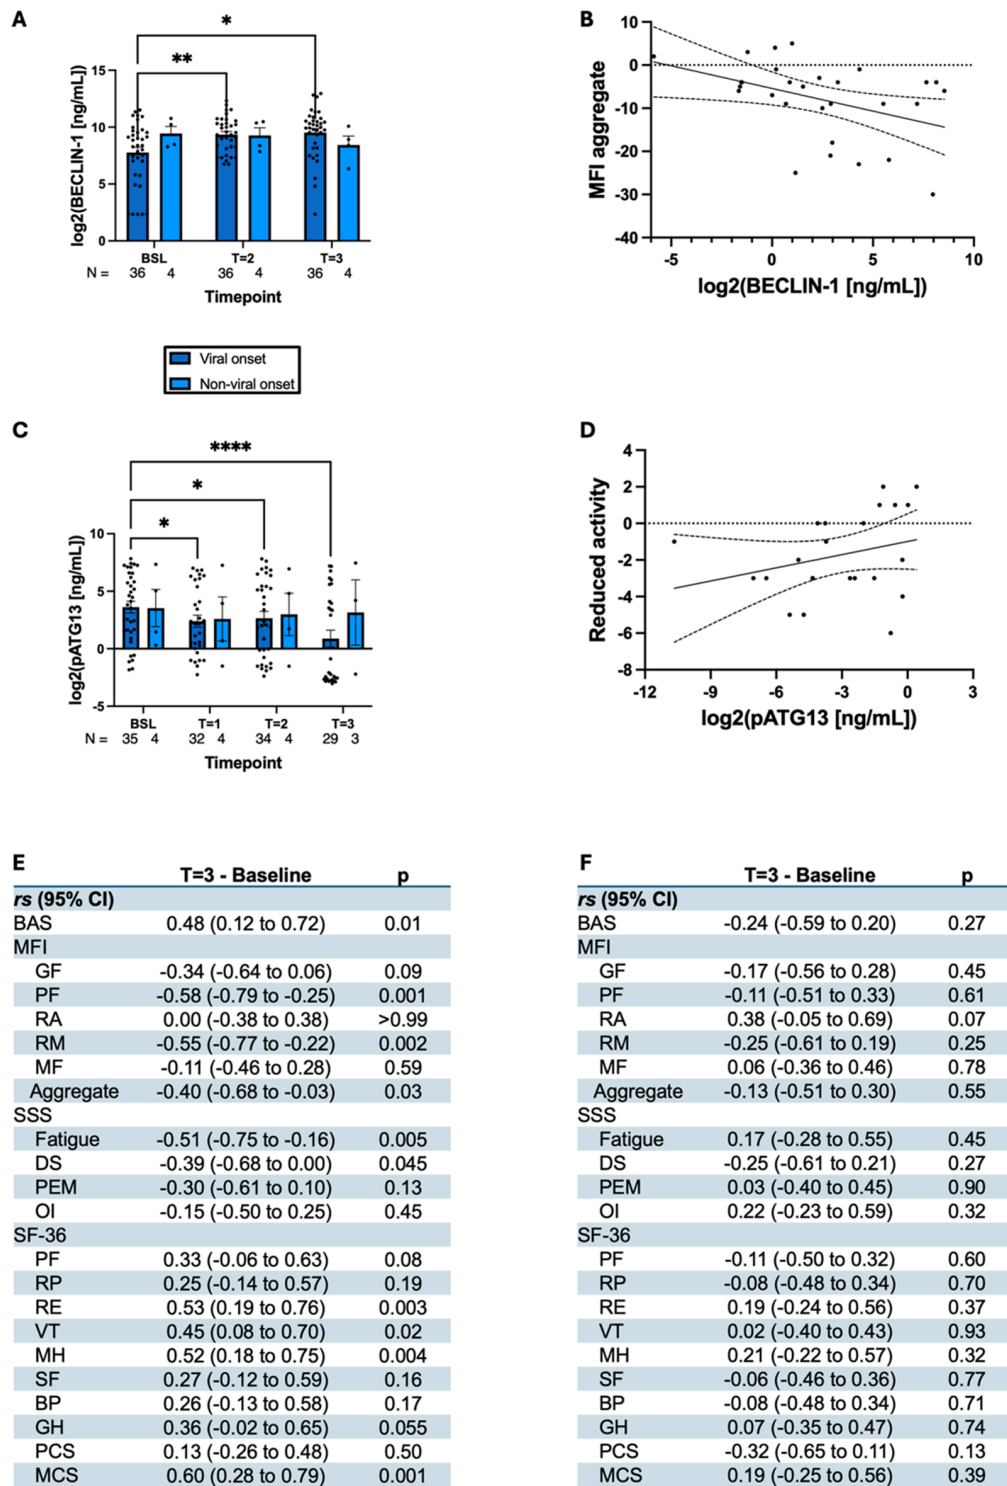 A
*
**
15
10
5
0
log2(BECLIN-1 [ng/mL])
BSL T=2 T=3
N = 36 4 36 4 36 4
Timepoint
B
10
0
-10
-20
-30
-40
MFI aggregate
-5 0 5 10
log2(BECLIN-1 [ng/mL])
Viral onset
Non-viral onset
C
****
*
*
10
5
0
-5
log2(pATG13 [ng/mL])
BSL T=1 T=2 T=3
N = 35 4 32 4 34 4 29 3
Timepoint
D
4
2
0
-2
-4
-6
-8
Reduced activity
-12 -9 -6 -3 0 3
log2(pATG13 [ng/mL])
E
T=3 - Baseline p
rs (95% CI)
BAS 0.48 (0.12 to 0.72) 0.01
MFI
GF -0.34 (-0.64 to 0.06) 0.09
PF -0.58 (-0.79 to -0.25) 0.001
RA 0.00 (-0.38 to 0.38) >0.99
RM -0.55 (-0.77 to -0.22) 0.002
MF -0.11 (-0.46 to 0.28) 0.59
Aggregate -0.40 (-0.68 to -0.03) 0.03
SSS
Fatigue -0.51 (-0.75 to -0.16) 0.005
DS -0.39 (-0.68 to 0.00) 0.045
PEM -0.30 (-0.61 to 0.10) 0.13
OI -0.15 (-0.50 to 0.25) 0.45
SF-36
PF 0.33 (-0.06 to 0.63) 0.08
RP 0.25 (-0.14 to 0.57) 0.19
RE 0.53 (0.19 to 0.76) 0.003
VT 0.45 (0.08 to 0.70) 0.02
MH 0.52 (0.18 to 0.75) 0.004
SF 0.27 (-0.12 to 0.59) 0.16
BP 0.26 (-0.13 to 0.58) 0.17
GH 0.36 (-0.02 to 0.65) 0.055
PCS 0.13 (-0.26 to 0.48) 0.50
MCS 0.60 (0.28 to 0.79) 0.001
F
T=3 - Baseline p
rs (95% CI)
BAS -0.24 (-0.59 to 0.20) 0.27
MFI
GF -0.17 (-0.56 to 0.28) 0.45
PF -0.11 (-0.51 to 0.33) 0.61
RA 0.38 (-0.05 to 0.69) 0.07
RM -0.25 (-0.61 to 0.19) 0.25
MF 0.06 (-0.36 to 0.46) 0.78
Aggregate -0.13 (-0.51 to 0.30) 0.55
SSS
Fatigue 0.17 (-0.28 to 0.55) 0.45
DS -0.25 (-0.61 to 0.21) 0.27
PEM 0.03 (-0.40 to 0.45) 0.90
OI 0.22 (-0.23 to 0.59) 0.32
SF-36
PF -0.11 (-0.50 to 0.32) 0.60
RP -0.08 (-0.48 to 0.34) 0.70
RE 0.19 (-0.24 to 0.56) 0.37
VT 0.02 (-0.40 to 0.43) 0.93
MH 0.21 (-0.22 to 0.57) 0.32
SF -0.06 (-0.46 to 0.36) 0.77
BP -0.08 (-0.48 to 0.34) 0.71
GH 0.07 (-0.35 to 0.47) 0.74
PCS -0.32 (-0.65 to 0.11) 0.13
MCS 0.19 (-0.25 to 0.56) 0.39